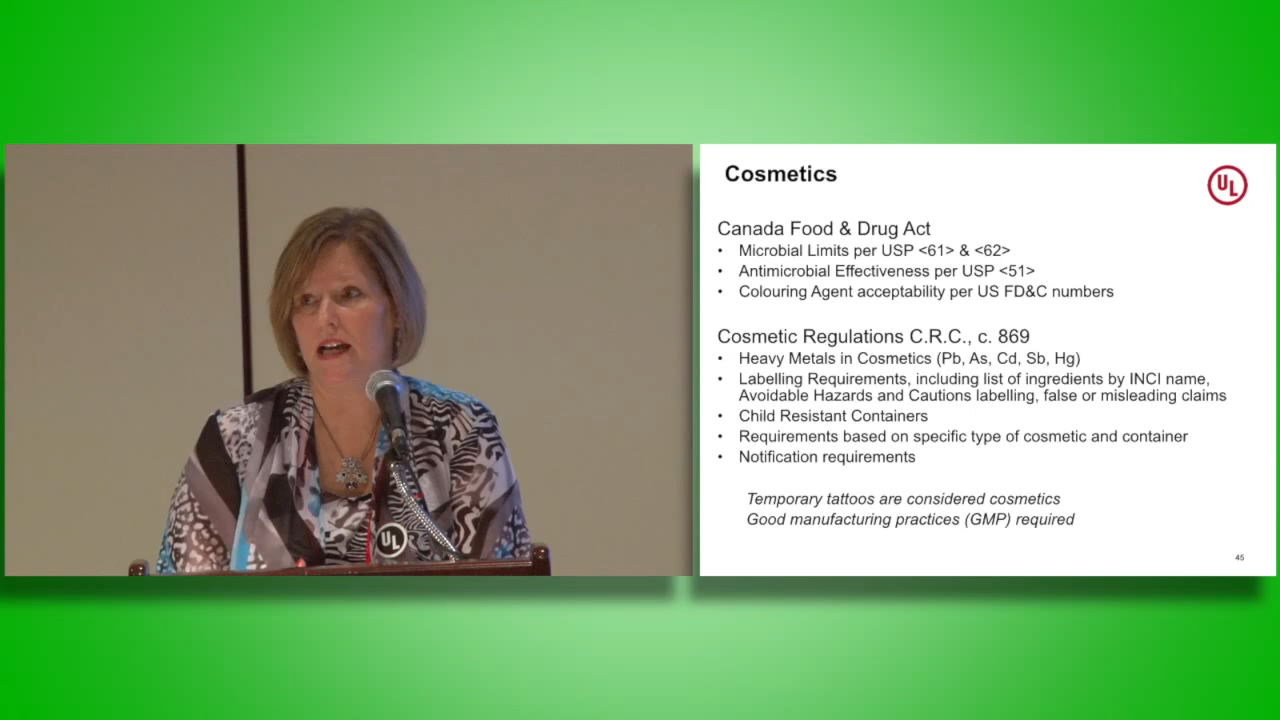 Cosmetics
UL
Canada Food & Drug Act
• Microbial Limits per USP <61> & <62>
• Antimicrobial Effectiveness per USP <51>
• Colouring Agent acceptability per US FD&C numbers
Cosmetic Regulations C.R.C., c. 869
• Heavy Metals in Cosmetics (Pb, As, Cd, Sb, Hg)
• Labelling Requirements, including list of ingredients by INCI name,
Avoidable Hazards and Cautions labelling, false or misleading claims
• Child Resistant Containers
• Requirements based on specific type of cosmetic and container
• Notification requirements
Temporary tattoos are considered cosmetics
Good manufacturing practices (GMP) required
45
UL